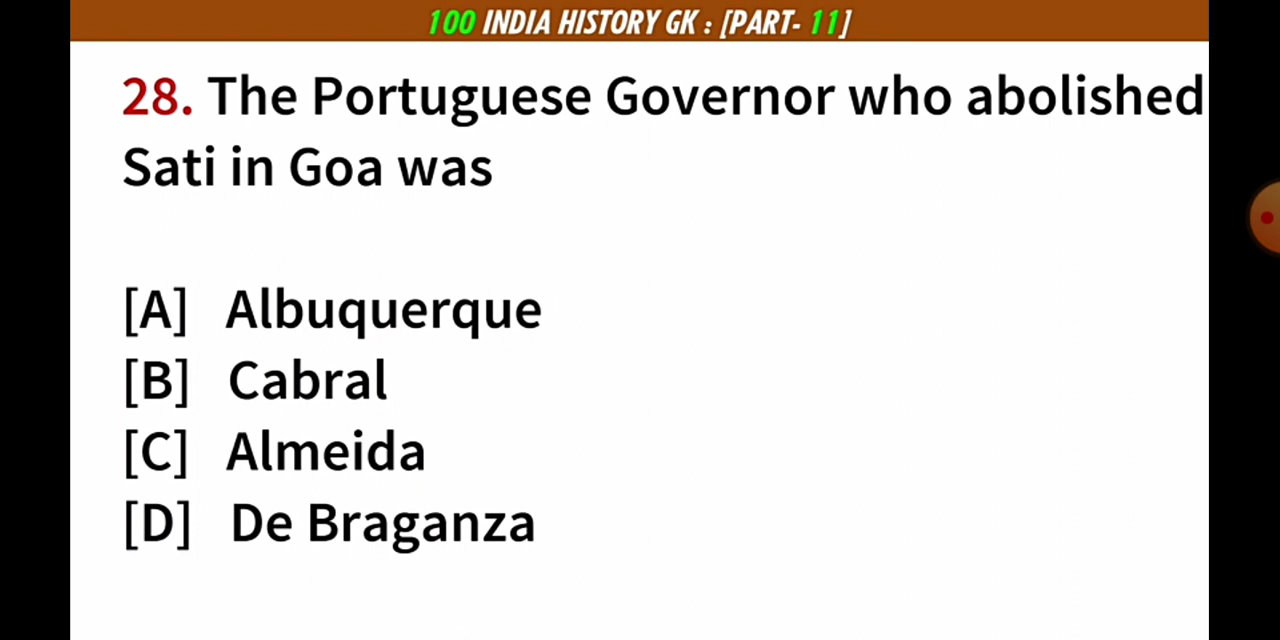 100 INDIA HISTORY GK : [PART- 11]
28. The Portuguese Governor who abolished
Sati in Goa was
[A] Albuquerque
[B] Cabral
[C] Almeida
[D] De Braganza